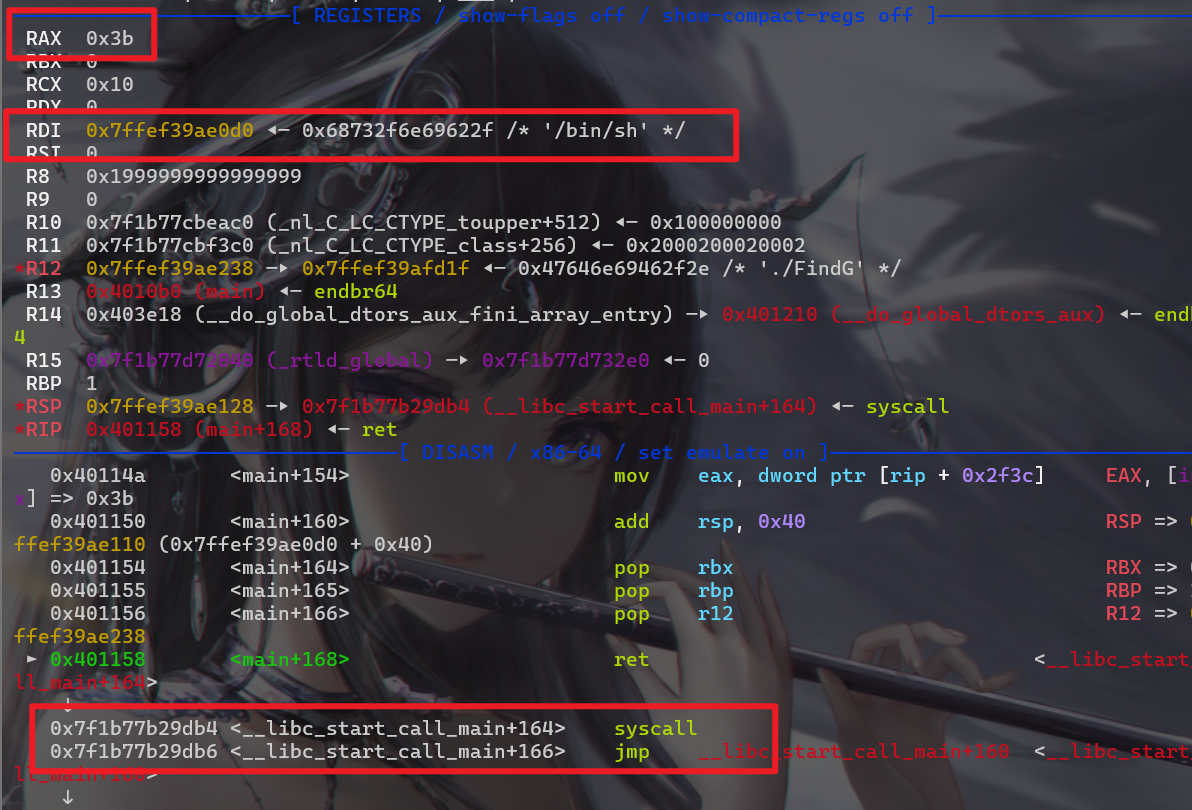 [ REGISTERS / show-flags off / show-compact-regs off ]
RAX 0x3b
RBX 0
RCX 0x10
RDX 0
RDI 0x7ffef39ae0d0 ◂— 0x68732f6e69622f /* '/bin/sh' */
RSI 0
R8 0x1999999999999999
R9 0
R10 0x7f1b77cbeac0 (_nl_C_LC_CTYPE_toupper+512) ◂— 0x100000000
R11 0x7f1b77cbf3c0 (_nl_C_LC_CTYPE_class+256) ◂— 0x2000200020002
*R12 0x7ffef39ae238 —▸ 0x7ffef39afd1f ◂— 0x47646e69462f2e /* './FindG' */
R13 0x4010b0 (main) ◂— endbr64
R14 0x403e18 (__do_global_dtors_aux_fini_array_entry) —▸ 0x401210 (__do_global_dtors_aux) ◂— endb
4
R15 0x7f1b77d72040 (_rtld_global) —▸ 0x7f1b77d732e0 ◂— 0
RBP 1
*RSP 0x7ffef39ae128 —▸ 0x7f1b77b29db4 (__libc_start_call_main+164) ◂— syscall
*RIP 0x401158 (main+168) ◂— ret
[ DISASM / x86-64 / set emulate on ]
0x40114a <main+154> mov eax, dword ptr [rip + 0x2f3c] EAX, [i
x] => 0x3b
0x401150 <main+160> add rsp, 0x40 RSP =>
ffef39ae110 (0x7ffef39ae0d0 + 0x40)
0x401154 <main+164> pop rbx RBX =>
0x401155 <main+165> pop rbp RBP =>
0x401156 <main+166> pop r12 R12 =>
ffef39ae238
► 0x401158 <main+168> ret <__libc_start_
ll_main+164>
↓
0x7f1b77b29db4 <__libc_start_call_main+164> syscall
0x7f1b77b29db6 <__libc_start_call_main+166> jmp __libc_start_call_main+160 <__libc_start_
ll_main+160>
↓